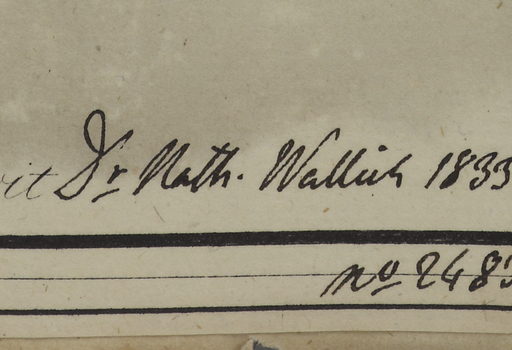 Dr Nath. Wallich 1833
no 2483